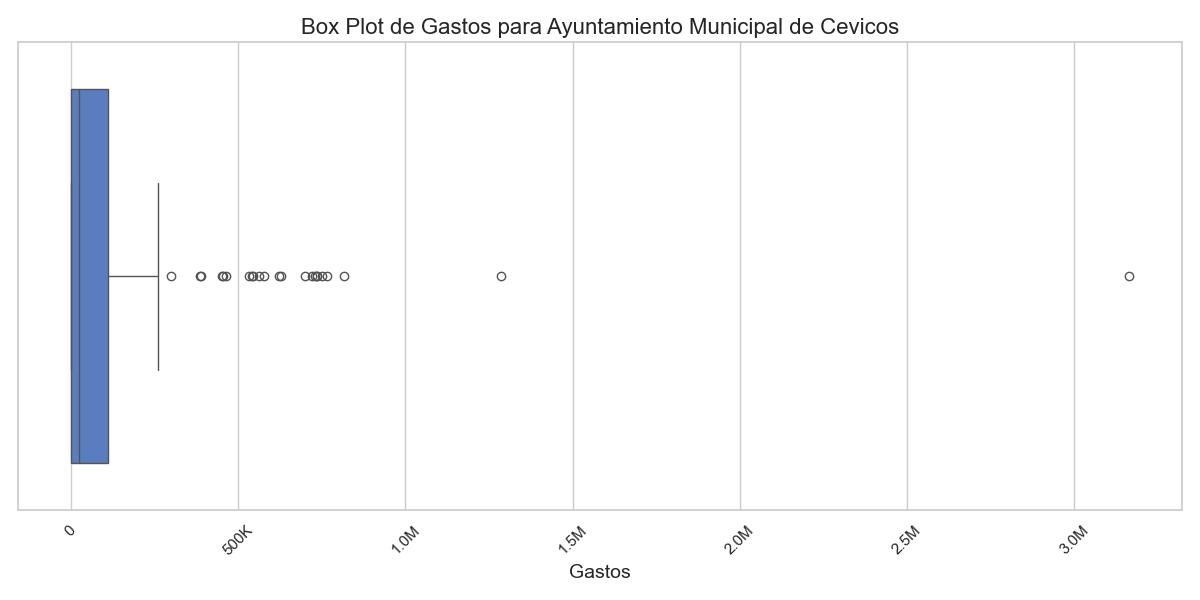 Box Plot de Gastos para Ayuntamiento Municipal de Cevicos
0
500K
1.0M
1.5M
2.0M
2.5M
3.0M
Gastos